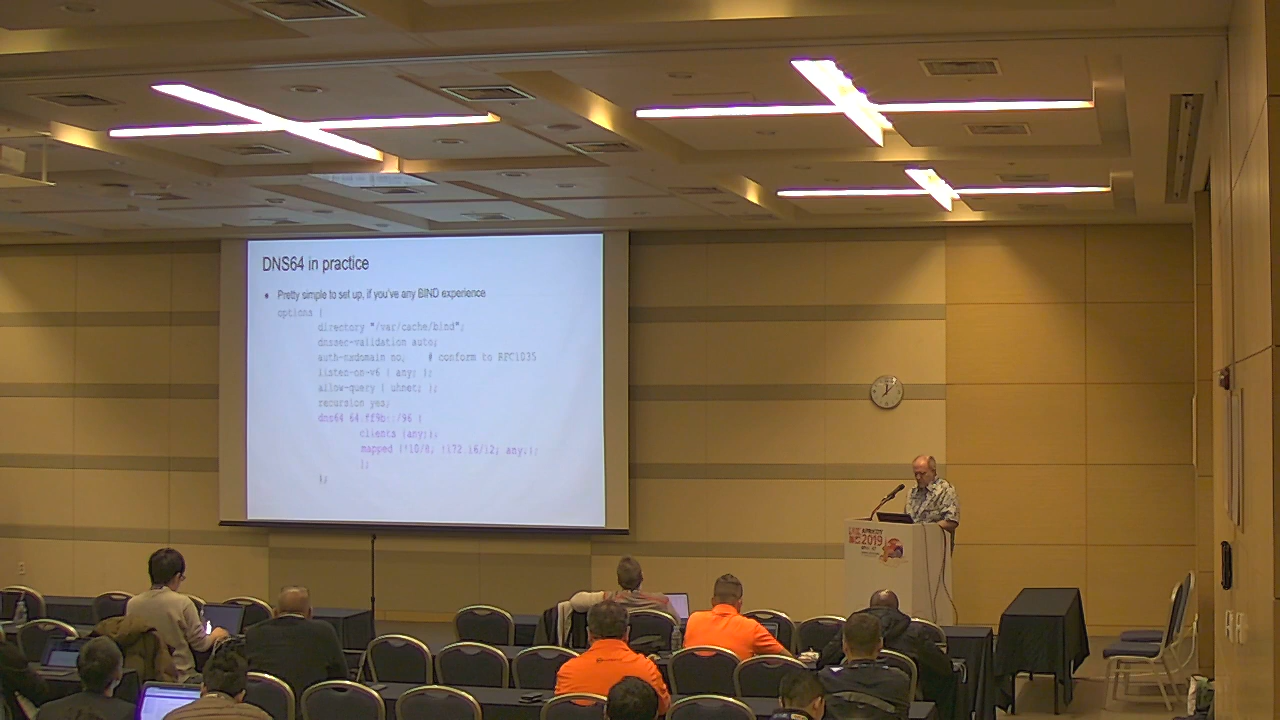 DNS64 in practice
• Pretty simple to set up, if you've any BIND experience
options {
directory "/var/cache/bind";
dnssec-validation auto;
auth-nxdomain no; # conform to RFC1035
listen-on-v6 { any; };
allow-query { uhnet; };
recursion yes;
dns64 64:ff9b::/96 {
clients {any;};
mapped {!10/8; !172.16/12; any;};
};
};
APRICOT
2019